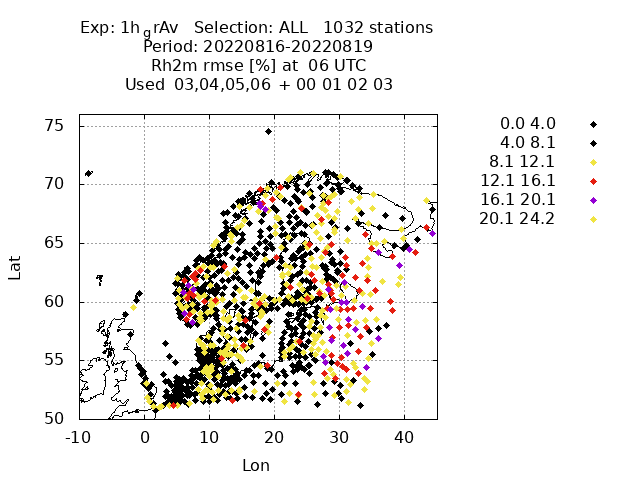 Exp: 1h grAv   Selection: ALL   1032 stations
Period: 20220816-20220819
Rh2m rmse [%] at  06 UTC
Used  03,04,05,06  + 00 01 02 03
0.0 4.0
4.0 8.1
8.1 12.1
12.1 16.1
16.1 20.1
20.1 24.2
75
70
65
60
55
50
Lat
-10 0 10 20 30 40
Lon